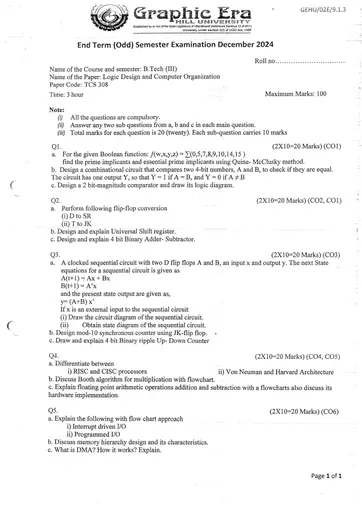 GEHU/02E/9.1.3
Graphic Era
HILL UNIVERSITY
End Term (Odd) Semester Examination December 2024
Roll no.............................
Name of the Course and semester: B.Tech (III)
Name of the Paper: Logic Design and Computer Organization
Paper Code: TCS 308
Time: 3 hour Maximum Marks: 100
Note:
(i) All the questions are compulsory.
(ii) Answer any two sub questions from a, b and c in each main question.
(iii) Total marks for each question is 20 (twenty). Each sub-question carries 10 marks
Q1. (2X10=20 Marks) (CO1)
a. For the given Boolean function: f(w,x,y,z) = ∑(0,5,7,8,9,10,14,15 )
find the prime implicants and essential prime implicants using Quine- McClusky method.
b. Design a combinational circuit that compares two 4-bit numbers, A and B, to check if they are equal.
The circuit has one output Y, so that Y = 1 if A = B, and Y = 0 if A ≠ B
c. Design a 2 bit-magnitude comparator and draw its logic diagram.
Q2. (2X10=20 Marks) (CO2, CO1)
a. Perform following flip-flop conversion
(i) D to SR
(ii) T to JK
b. Design and explain Universal Shift register.
c. Design and explain 4 bit Binary Adder- Subtractor.
Q3. (2X10=20 Marks) (CO3)
a. A clocked sequential circuit with two D flip flops A and B, an input x and output y. The next State
equations for a sequential circuit is given as
A(t+1) = Ax + Bx
B(t+1) = A'x
and the present state output are given as,
y= (A+B) x'
If x is an external input to the sequential circuit
(i) Draw the circuit diagram of the sequential circuit.
(ii) Obtain state diagram of the sequential circuit.
b. Design mod-10 synchronous counter using JK-flip flop.
c. Draw and explain 4 bit Binary ripple Up- Down Counter
Q4. (2X10=20 Marks) (CO4, CO5)
a. Differentiate between
i) RISC and CISC processors ii) Von Neuman and Harvard Architecture
b. Discuss Booth algorithm for multiplication with flowchart.
c. Explain floating point arithmetic operations addition and subtraction with a flowcharts also discuss its
hardware implementation.
Q5. (2X10=20 Marks) (CO6)
a. Explain the following with flow chart approach
i) Interrupt driven I/O
ii) Programmed I/O
b. Discuss memory hierarchy design and its characteristics.
c. What is DMA? How it works? Explain.
Page 1 of 1